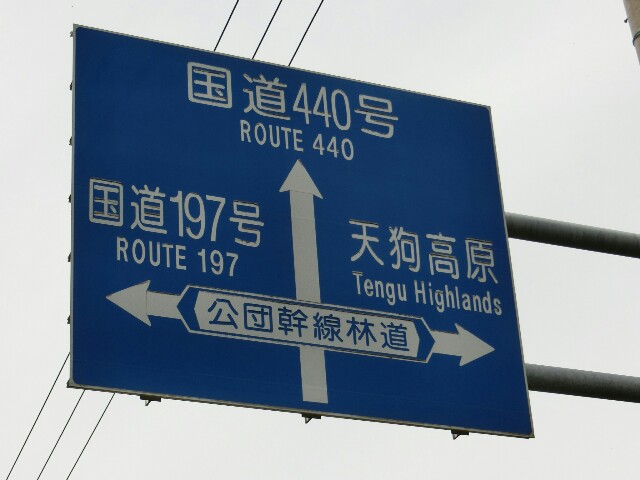 国道440号
ROUTE 440
国道197号
ROUTE 197
天狗高原
Tengu Highlands
公団幹線林道